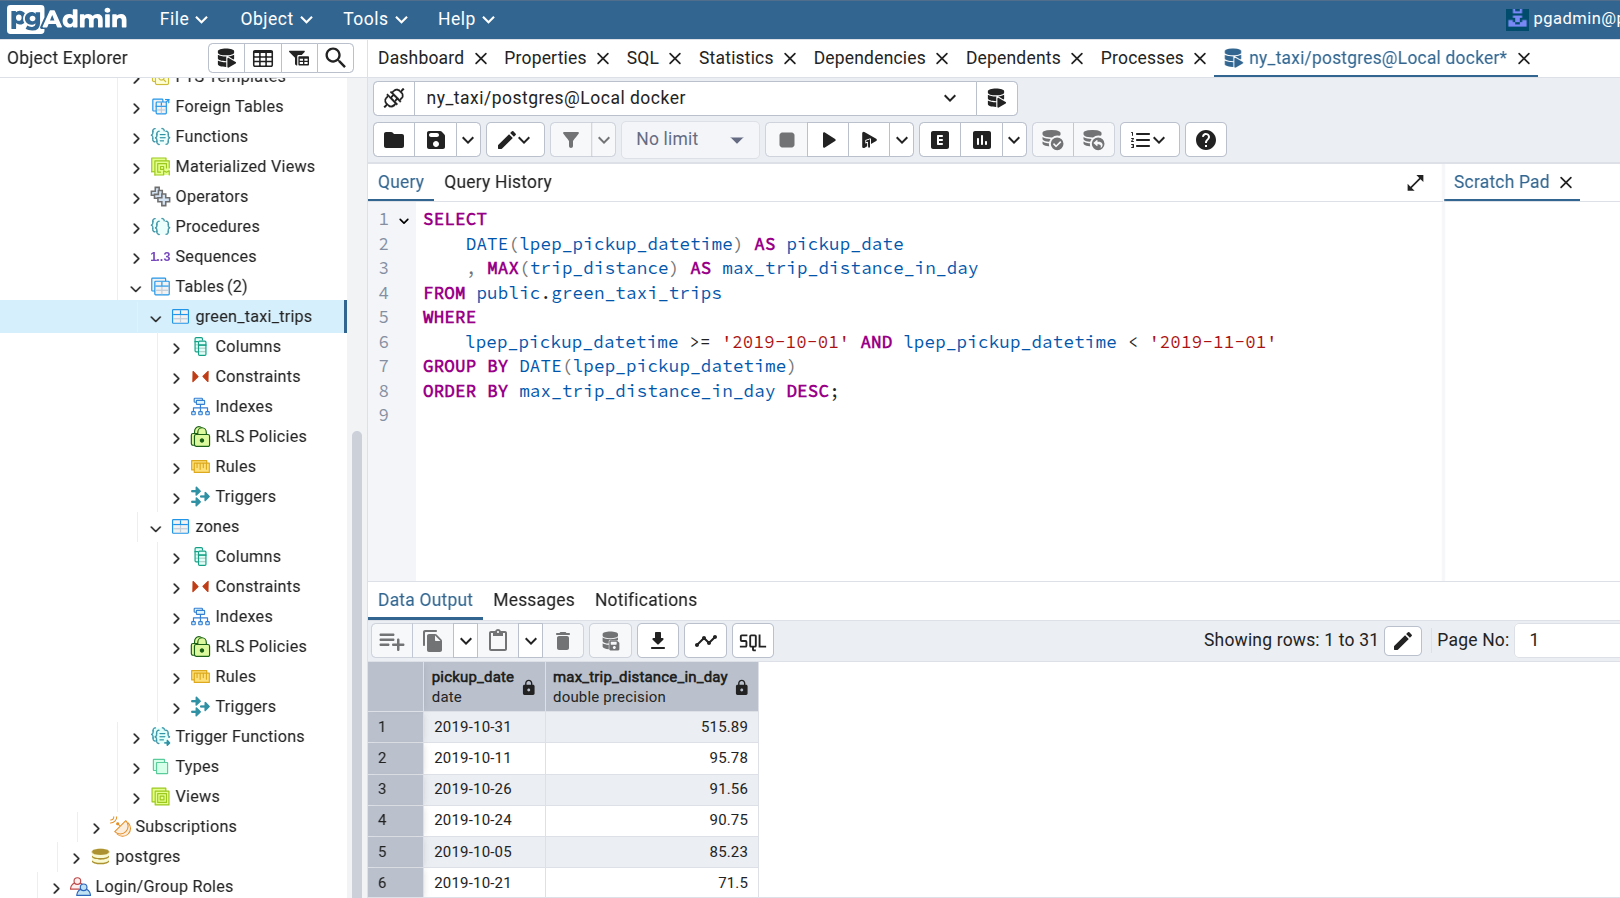 pgAdmin File Object Tools Help pgadmin@p
Object Explorer
Dashboard Properties SQL Statistics Dependencies Dependents Processes ny_taxi/postgres@Local docker*
FTS Templates
Foreign Tables
Functions
Materialized Views
Operators
Procedures
1..3 Sequences
Tables (2)
green_taxi_trips
Columns
Constraints
Indexes
RLS Policies
Rules
Triggers
zones
Columns
Constraints
Indexes
RLS Policies
Rules
Triggers
Trigger Functions
Types
Views
Subscriptions
postgres
Login/Group Roles
ny_taxi/postgres@Local docker
No limit E
Query Query History Scratch Pad
1 SELECT
2 DATE(lpep_pickup_datetime) AS pickup_date
3 , MAX(trip_distance) AS max_trip_distance_in_day
4 FROM public.green_taxi_trips
5 WHERE
6 lpep_pickup_datetime >= '2019-10-01' AND lpep_pickup_datetime < '2019-11-01'
7 GROUP BY DATE(lpep_pickup_datetime)
8 ORDER BY max_trip_distance_in_day DESC;
9
Data Output Messages Notifications
SQL Showing rows: 1 to 31 Page No: 1
pickup_date max_trip_distance_in_day
date double precision
1 2019-10-31 515.89
2 2019-10-11 95.78
3 2019-10-26 91.56
4 2019-10-24 90.75
5 2019-10-05 85.23
6 2019-10-21 71.5